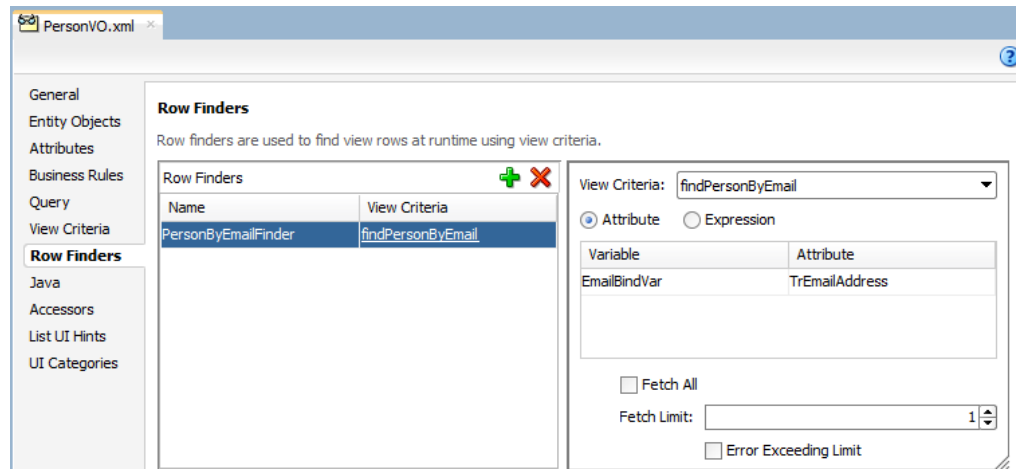 PersonVO.xml
General
Entity Objects
Attributes
Business Rules
Query
View Criteria
Row Finders
Java
Accessors
List UI Hints
UI Categories
Row Finders
Row finders are used to find view rows at runtime using view criteria.
Row Finders
Name View Criteria
PersonByEmailFinder findPersonByEmail
View Criteria: findPersonByEmail
Attribute Expression
Variable Attribute
EmailBindVar TrEmailAddress
Fetch All
Fetch Limit: 1
Error Exceeding Limit